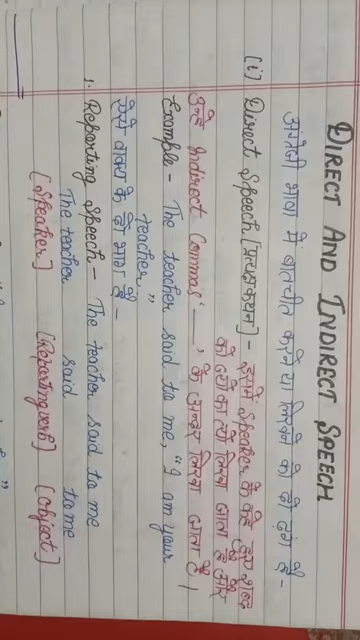 DIRECT AND INDIRECT SPEECH
अंग्रेजी भाषा में बातचीत करने या लिखने को दो ढंग है -
(i) Direct Speech [प्रत्यक्ष कथन] - इसमें Speaker के कहे हुए शब्द
को ज्यों का त्यों लिखा जाता है और
उन्हें Indirect Commas ' — ' के अन्दर लिखा जाता है।
Example - The teacher said to me, "I am your
teacher"
ऐसे वाक्य के दो भाग है -
1. Reporting Speech - The teacher said to me
The teacher said to me
[Speaker] [Reporting verb] [object]